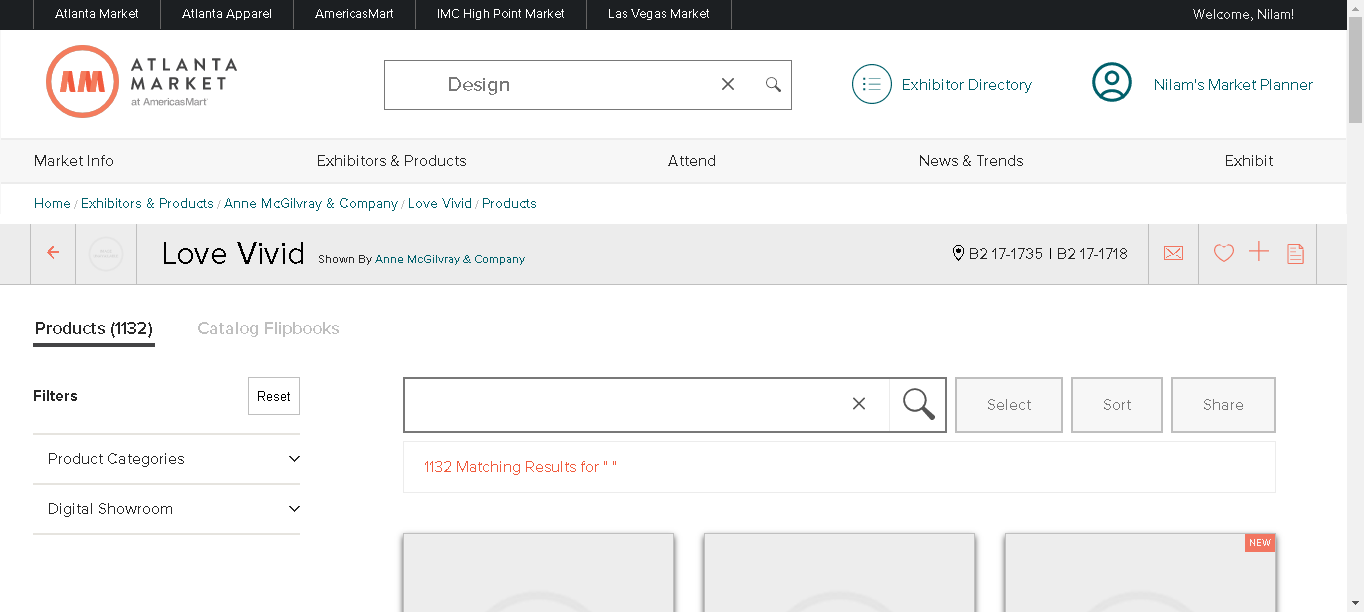 Atlanta Market Atlanta Apparel AmericasMart IMC High Point Market Las Vegas Market Welcome, Nilam!
AM ATLANTA
MARKET
at AmericasMart
Design Exhibitor Directory Nilam's Market Planner
Market Info Exhibitors & Products Attend News & Trends Exhibit
Home / Exhibitors & Products / Anne McGilvray & Company / Love Vivid / Products
Love Vivid Shown By Anne McGilvray & Company B2 17-1735 | B2 17-1718
Products (1132) Catalog Flipbooks
Filters Reset Select Sort Share
Product Categories
1132 Matching Results for " "
Digital Showroom
NEW